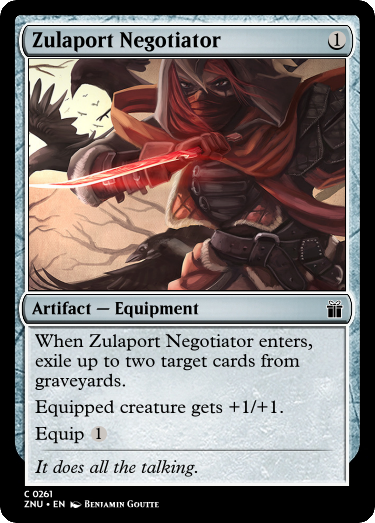 Zulaport Negotiator 1
Artifact — Equipment
When Zulaport Negotiator enters,
exile up to two target cards from
graveyards.
Equipped creature gets +1/+1.
Equip 1
It does all the talking.
C 0261
ZNU • EN Benjamin Goutte